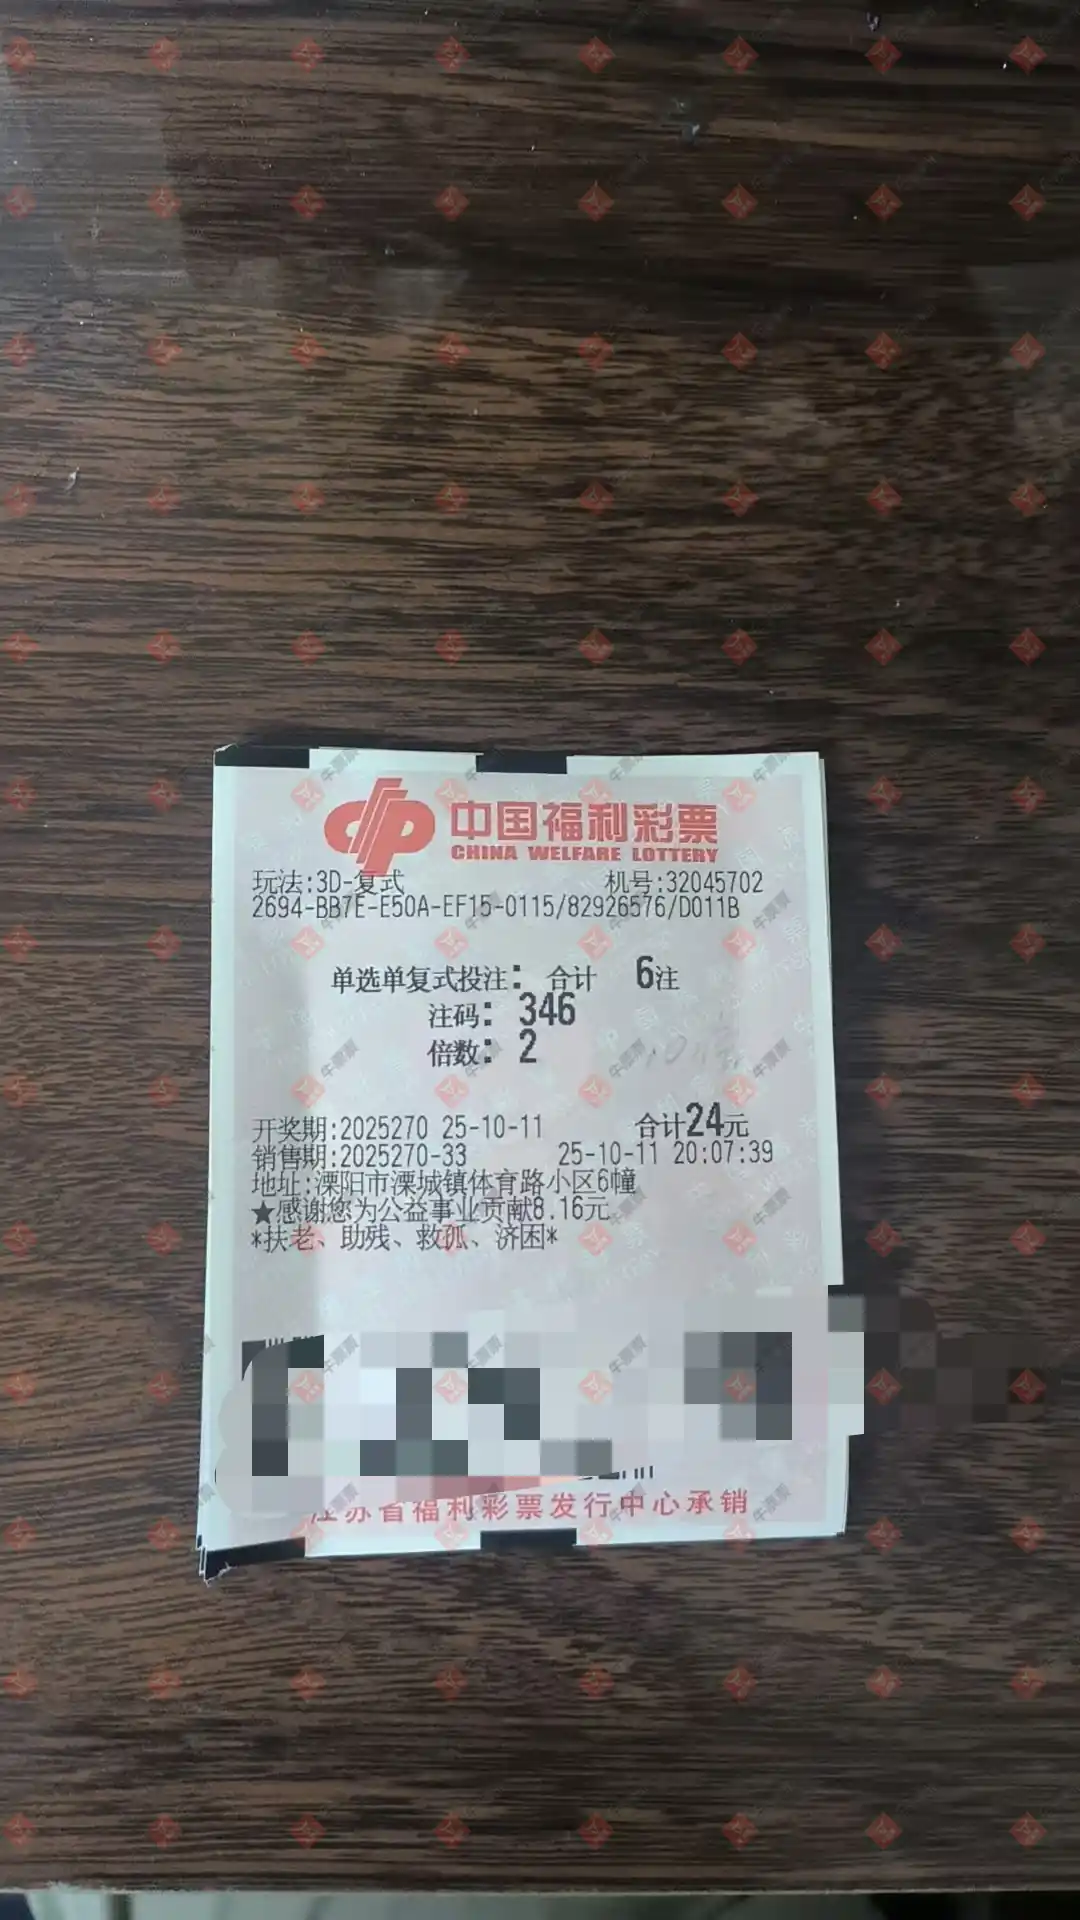 中国福利彩票
CHINA WELFARE LOTTERY
玩法:3D-复式 机号:32045702
2694-BB7E-E50A-EF15-0115/82926576/D011B
单选单复式投注: 合计 6注
注码: 346
倍数: 2
开奖期:2025270 25-10-11 合计24元
销售期:2025270-33 25-10-11 20:07:39
地址:溧阳市溧城镇体育路小区6幢
★感谢您为公益事业贡献8.16元
*扶老、助残、救孤、济困*
江苏省福利彩票发行中心承销